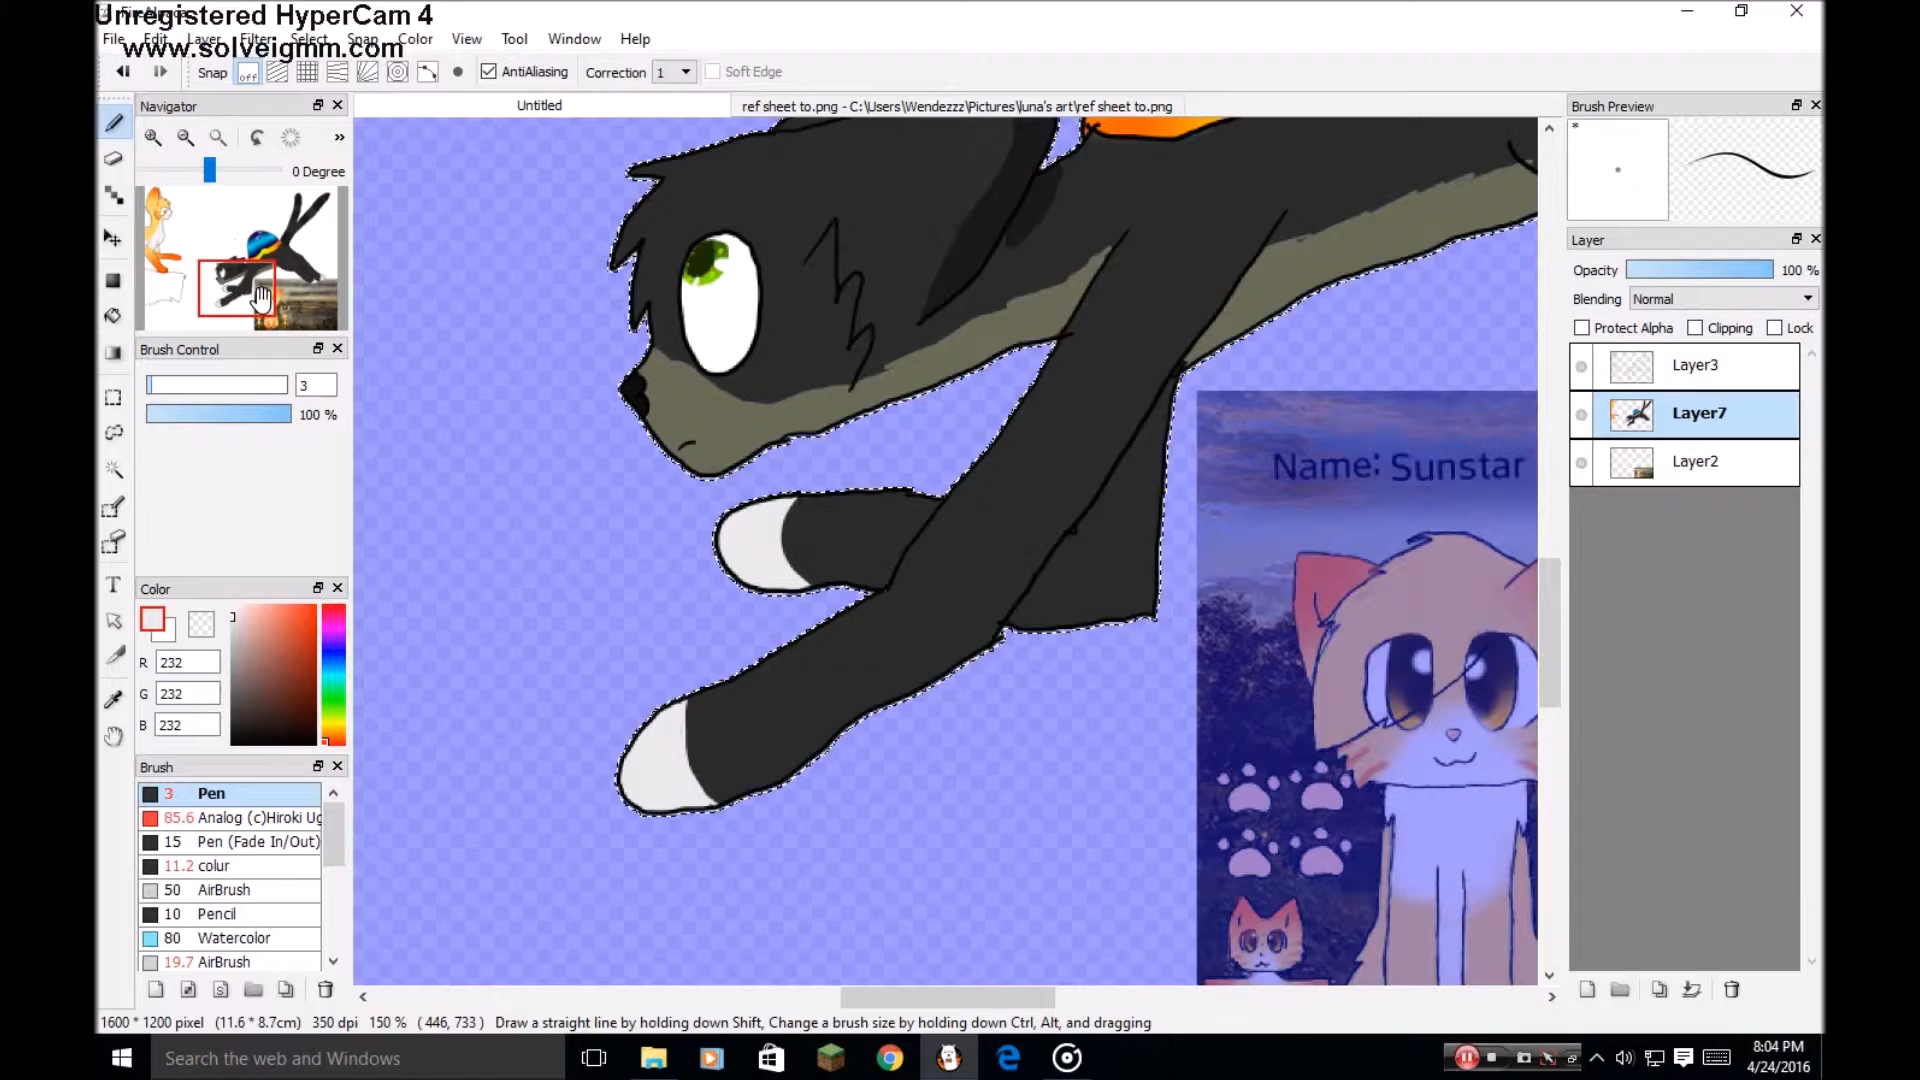 Unregistered HyperCam 4
www.solveigmm.com
File Edit Layer Filter Select Snap Color View Tool Window Help
Snap off AntiAliasing Correction 1 Soft Edge
Navigator
Untitled
ref sheet to.png - C:\Users\Wendezzz\Pictures\luna's art\ref sheet to.png
Brush Preview
*
0 Degree
Layer
Opacity 100 %
Blending Normal
Protect Alpha Clipping Lock
Layer3
Layer7
Layer2
Brush Control
3
100 %
Name: Sunstar
Color
R 232
G 232
B 232
Brush
3 Pen
85.6 Analog (c)Hiroki Ug
15 Pen (Fade In/Out)
11.2 colur
50 AirBrush
10 Pencil
80 Watercolor
19.7 AirBrush
1600 * 1200 pixel (11.6 * 8.7cm) 350 dpi 150 % ( 446, 733 ) Draw a straight line by holding down Shift, Change a brush size by holding down Ctrl, Alt, and dragging
Search the web and Windows
8:04 PM
4/24/2016